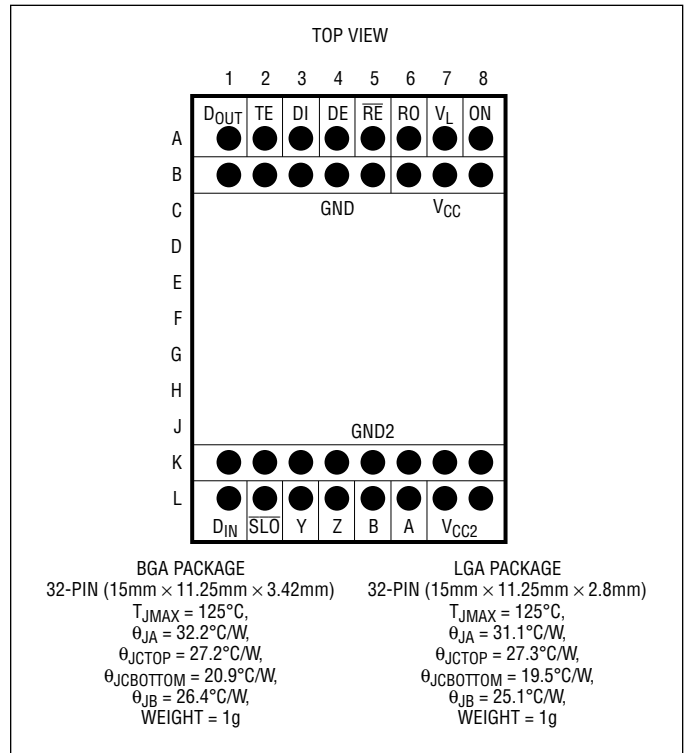 TOP VIEW
1 2 3 4 5 6 7 8
DOUT TE DI DE R̅E̅ RO VL ON
A
B
C GND VCC
D
E
F
G
H
J GND2
K
L
DIN S̅L̅O̅ Y Z B A VCC2
BGA PACKAGE
32-PIN (15mm × 11.25mm × 3.42mm)
TJMAX = 125°C,
θJA = 32.2°C/W,
θJCTOP = 27.2°C/W,
θJCBOTTOM = 20.9°C/W,
θJB = 26.4°C/W,
WEIGHT = 1g
LGA PACKAGE
32-PIN (15mm × 11.25mm × 2.8mm)
TJMAX = 125°C,
θJA = 31.1°C/W,
θJCTOP = 27.3°C/W,
θJCBOTTOM = 19.5°C/W,
θJB = 25.1°C/W,
WEIGHT = 1g